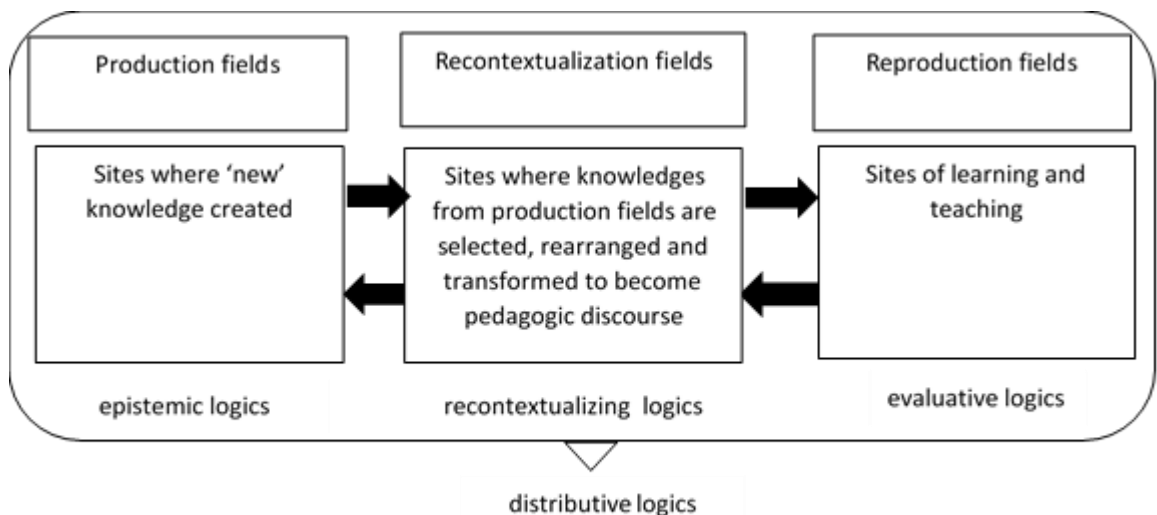 Production fields
Recontextualization fields
Reproduction fields
Sites where ‘new’
knowledge created
Sites where knowledges
from production fields are
selected, rearranged and
transformed to become
pedagogic discourse
Sites of learning and
teaching
epistemic logics
recontextualizing logics
evaluative logics
distributive logics